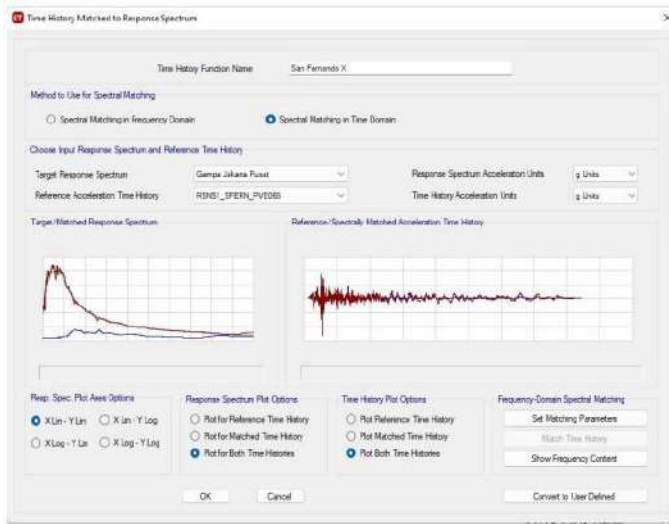 Time History Matched to Response Spectrum
Time History Function Name San Fernando X
Method to Use for Spectral Matching
Spectral Matching in Frequency Domain Spectral Matching in Time Domain
Choose Input Response Spectrum and Reference Time History
Target Response Spectrum Gempa Jakarta Pusat Response Spectrum Acceleration Units g Units
Reference Acceleration Time History RSN51_SFERN_PVE065 Time History Acceleration Units g Units
Target/Matched Response Spectrum Reference/Spectrally Matched Acceleration Time History
Resp. Spec. Plot Axes Options Response Spectrum Plot Options Time History Plot Options Frequency-Domain Spectral Matching
X Lin - Y Lin X Lin - Y Log Plot for Reference Time History Plot Reference Time History Set Matching Parameters
X Log - Y Lin X Log - Y Log Plot for Matched Time History Plot Matched Time History Match Time History
Plot for Both Time Histories Plot Both Time Histories Show Frequency Content
OK Cancel Convert to User Defined